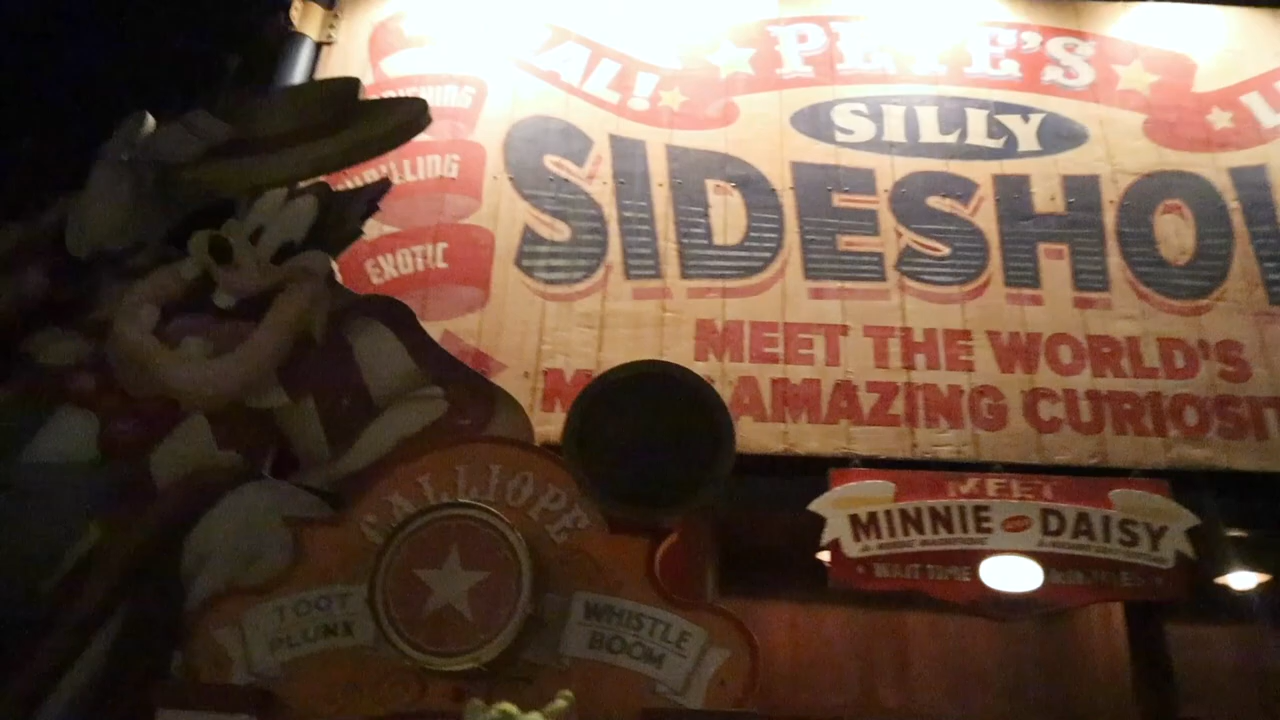 AL!
PETE'S
SILLY
SIDESHO
THRILLING
EXOTIC
MEET THE WORLD'S
AMAZING CURIOSIT
MEET
MINNIE AND DAISY
WAIT TIME
CALLIOPE
TOOT
PLUNK
WHISTLE
BOOM